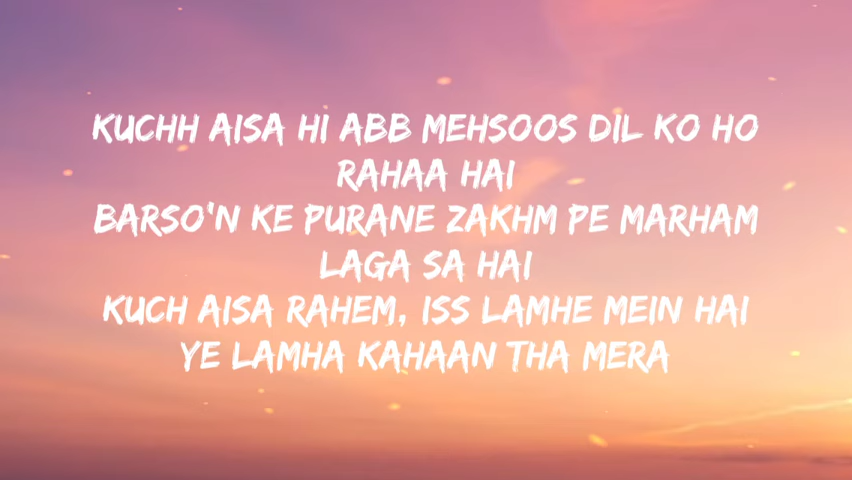 KUCHH AISA HI ABB MEHSOOS DIL KO HO
RAHAA HAI
BARSO'N KE PURANE ZAKHM PE MARHAM
LAGA SA HAI
KUCH AISA RAHEM, ISS LAMHE MEIN HAI
YE LAMHA KAHAAN THA MERA